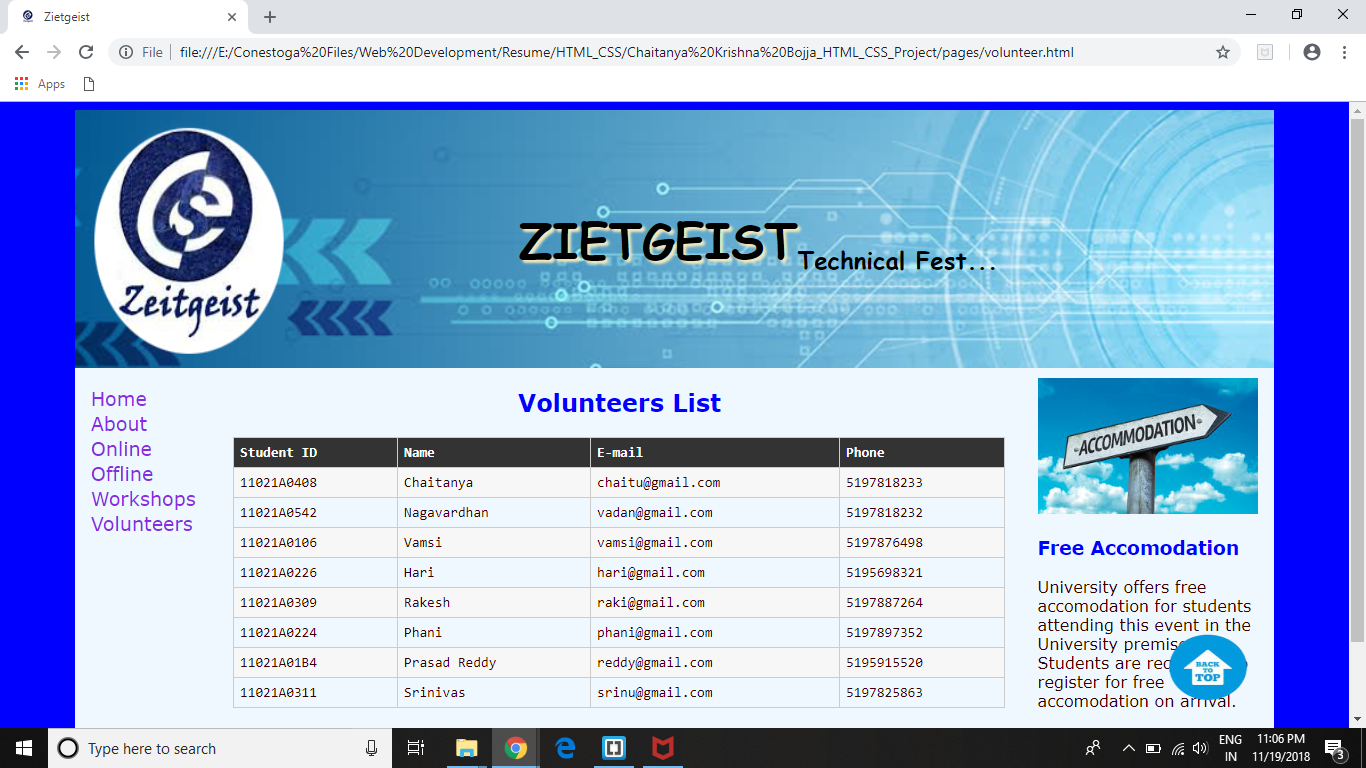 Zietgeist
File
file:///E:/Conestoga%20Files/Web%20Development/Resume/HTML_CSS/Chaitanya%20Krishna%20Bojja_HTML_CSS_Project/pages/volunteer.html
Apps
Zeitgeist
ZIETGEIST Technical Fest...
Home
About
Online
Offline
Workshops
Volunteers
Volunteers List
Student ID Name E-mail Phone
11021A0408 Chaitanya chaitu@gmail.com 5197818233
11021A0542 Nagavardhan vadan@gmail.com 5197818232
11021A0106 Vamsi vamsi@gmail.com 5197876498
11021A0226 Hari hari@gmail.com 5195698321
11021A0309 Rakesh raki@gmail.com 5197887264
11021A0224 Phani phani@gmail.com 5197897352
11021A01B4 Prasad Reddy reddy@gmail.com 5195915520
11021A0311 Srinivas srinu@gmail.com 5197825863
ACCOMMODATION
Free Accomodation
University offers free
accomodation for students
attending this event in the
University
Students are
register for free
accomodation on arrival.
BACK
TO
TOP
Type here to search
ENG
IN
11:06 PM
11/19/2018
3